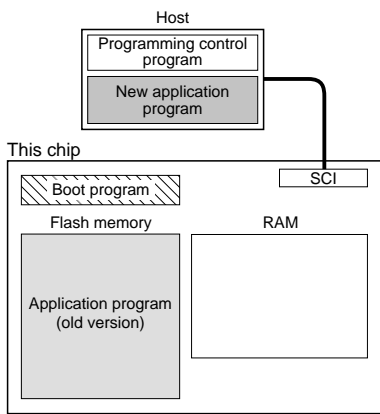 Host
Programming control
program
New application
program
This chip
SCI
Boot program
Flash memory
RAM
Application program
(old version)